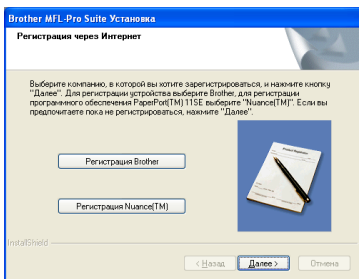 Brother MFL-Pro Suite Установка
Регистрация через Интернет
Выберите компанию, в которой вы хотите зарегистрироваться, и нажмите кнопку
"Далее". Для регистрации устройства выберите Brother, для регистрации
программного обеспечения PaperPort(TM) 11SE выберите "Nuance(TM)". Если вы
предпочитаете пока не регистрироваться, нажмите "Далее".
Регистрация Brother
Регистрация Nuance(TM)
InstallShield
< Назад
Далее >
Отмена